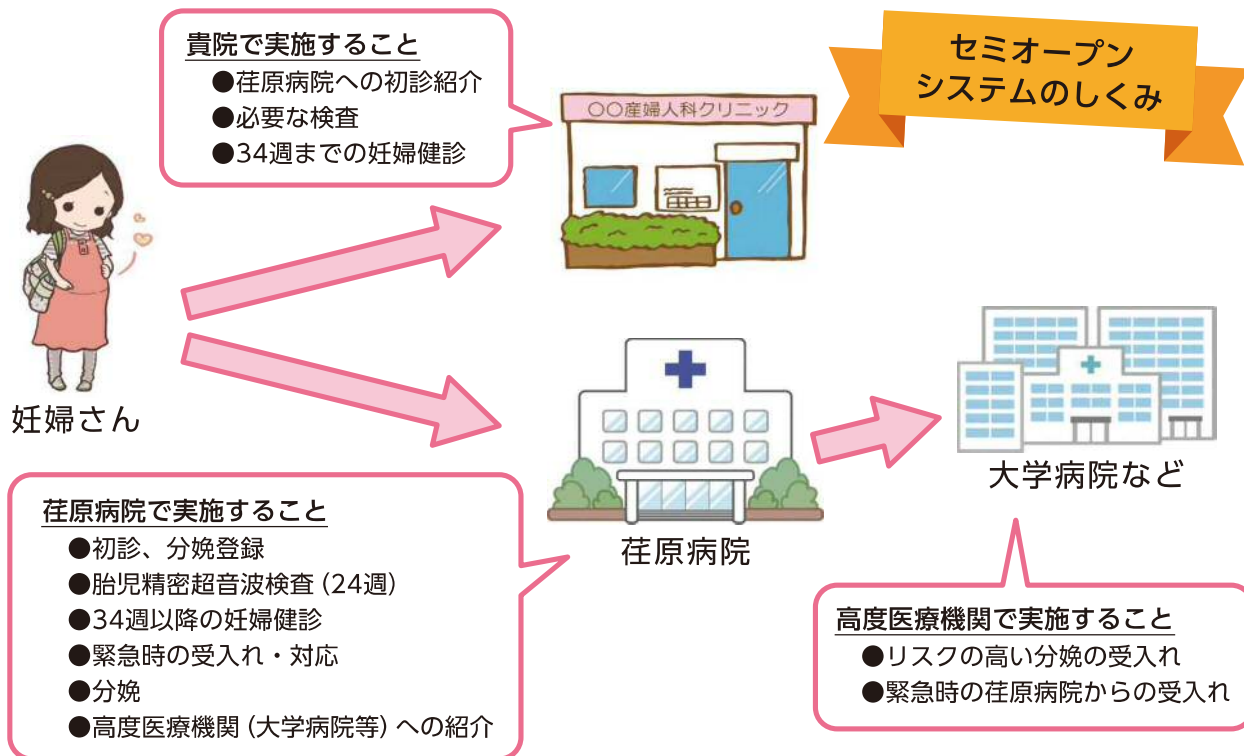 セミオープン
システムのしくみ
貴院で実施すること
●荏原病院への初診紹介
●必要な検査
●34週までの妊婦健診
〇〇産婦人科クリニック
妊婦さん
荏原病院
大学病院など
荏原病院で実施すること
●初診、分娩登録
●胎児精密超音波検査 (24週)
●34週以降の妊婦健診
●緊急時の受入れ・対応
●分娩
●高度医療機関 (大学病院等) への紹介
高度医療機関で実施すること
●リスクの高い分娩の受入れ
●緊急時の荏原病院からの受入れ